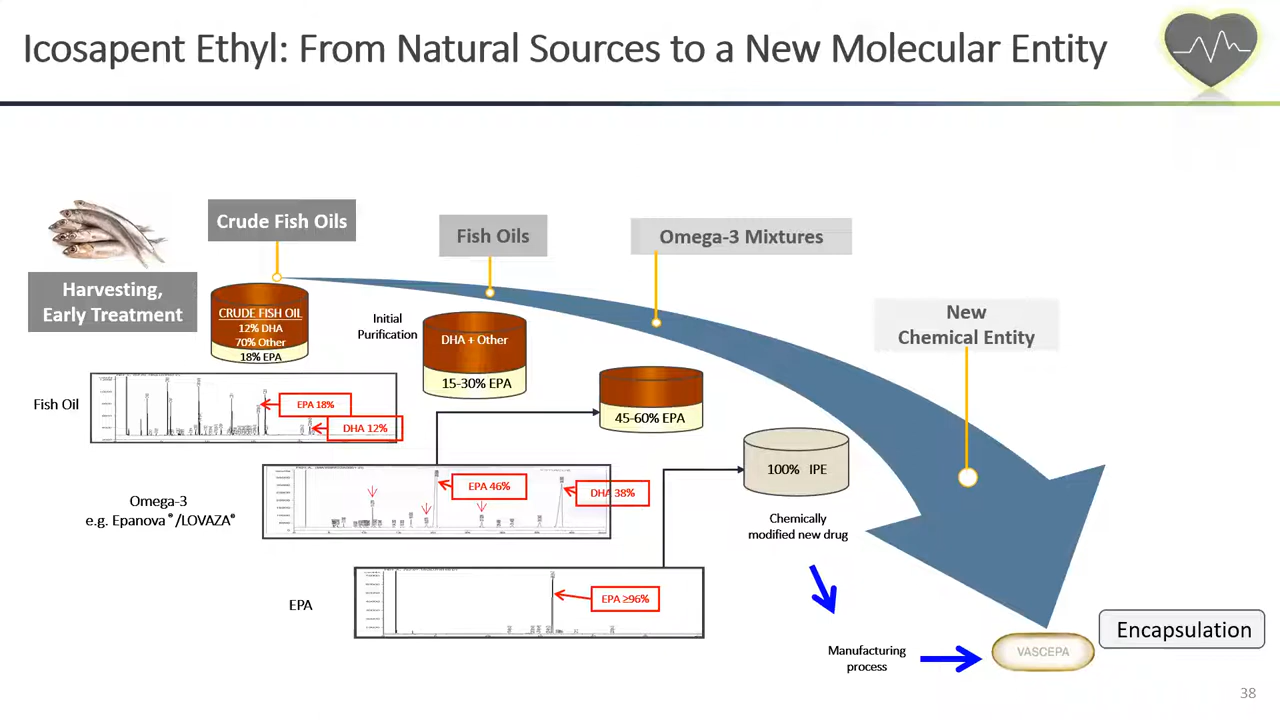 Icosapent Ethyl: From Natural Sources to a New Molecular Entity
Crude Fish Oils
Fish Oils
Omega-3 Mixtures
Harvesting,
Early Treatment
New
Chemical Entity
CRUDE FISH OIL
12% DHA
70% Other
18% EPA
Initial
Purification
DHA + Other
15-30% EPA
45-60% EPA
Fish Oil
EPA 18%
DHA 12%
100% IPE
Omega-3
e.g. Epanova®/LOVAZA®
EPA 46%
DHA 38%
Chemically
modified new drug
EPA
EPA ≥96%
Manufacturing
process
VASCEPA
Encapsulation
38